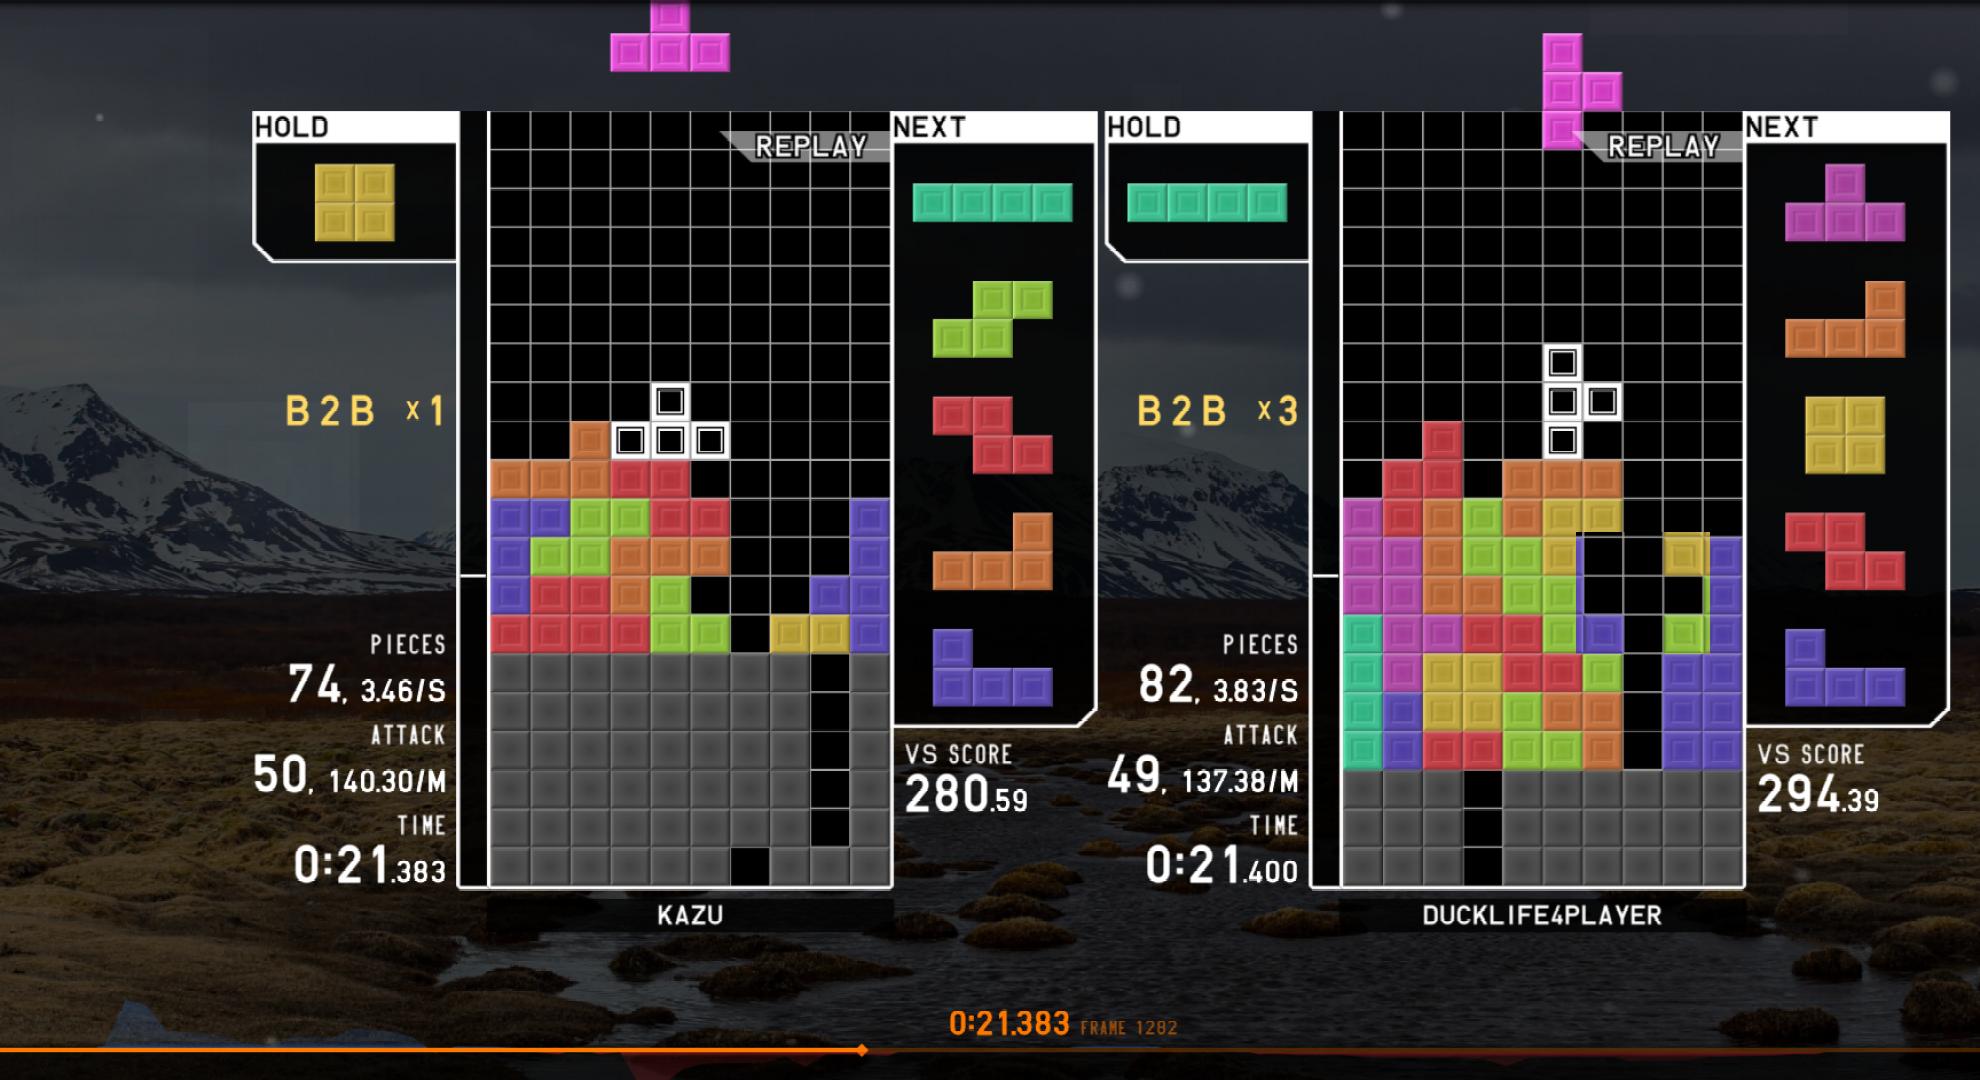 HOLD
REPLAY
NEXT
B2B ×1
PIECES
74, 3.46/S
ATTACK
50, 140.30/M
TIME
0:21.383
VS SCORE
280.59
KAZU
HOLD
REPLAY
NEXT
B2B ×3
PIECES
82, 3.83/S
ATTACK
49, 137.38/M
TIME
0:21.400
VS SCORE
294.39
DUCKLIFE4PLAYER
0:21.383 FRAME 1282